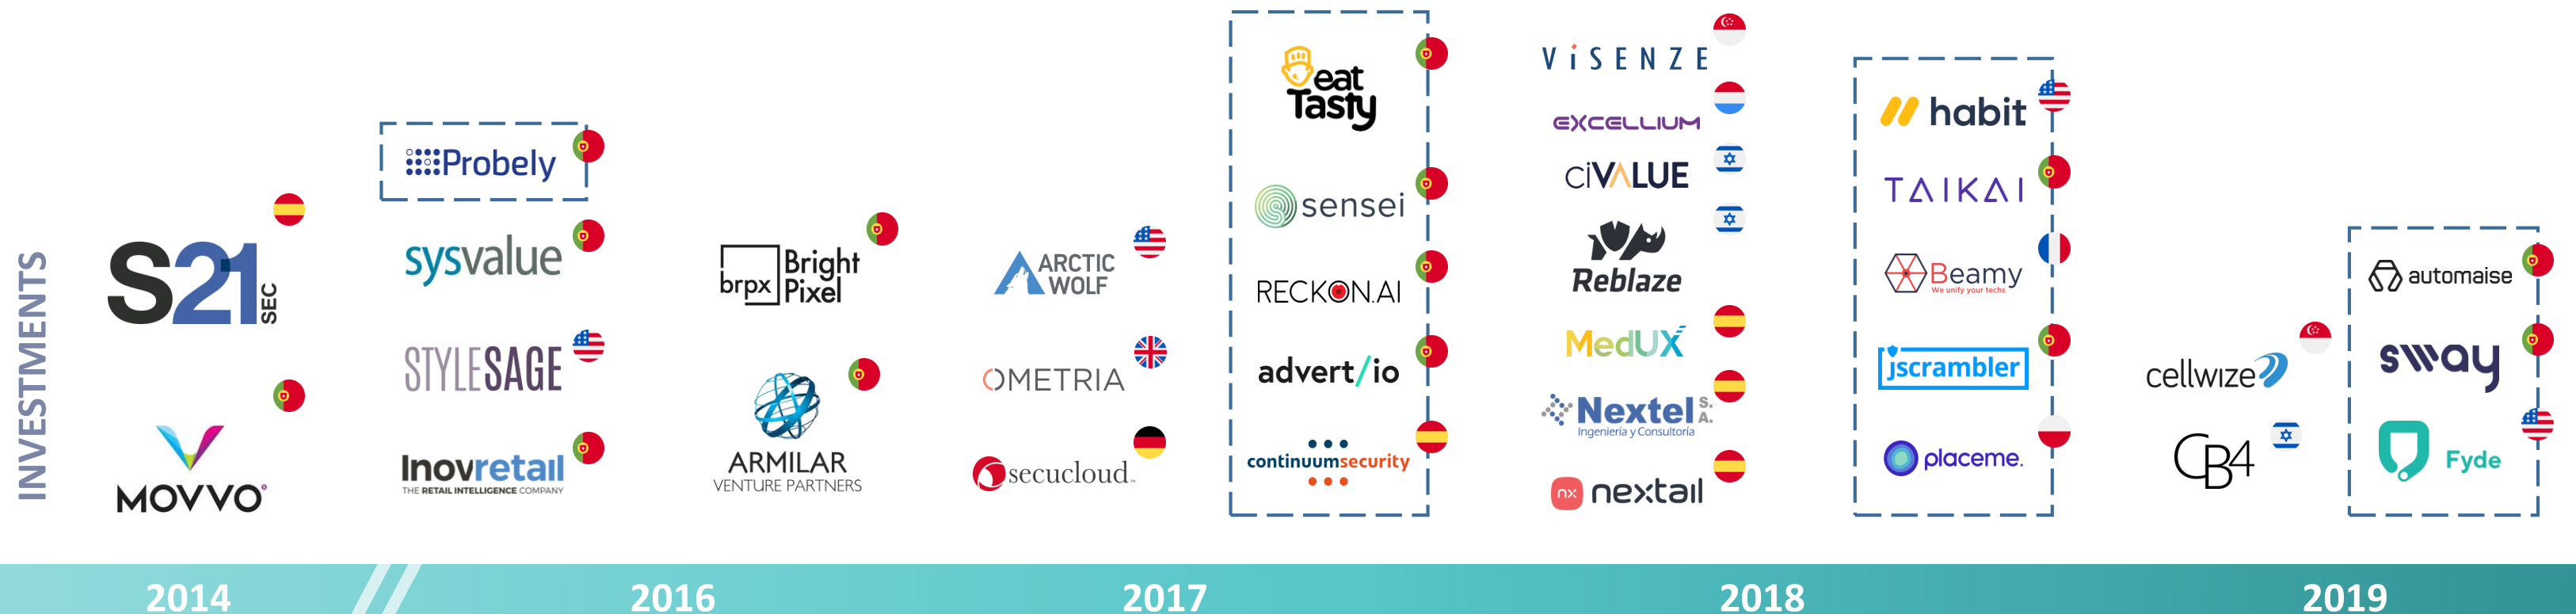 INVESTMENTS
S21
SEC
MOVVO
Probely
sysvalue
STYLESAGE
Inovretail
THE RETAIL INTELLIGENCE COMPANY
brpx
Bright
Pixel
ARMILAR
VENTURE PARTNERS
ARCTIC
WOLF
OMETRIA
secucloud™
eat
Tasty
sensei
RECKON.AI
advert/io
continuumsecurity
ViSENZE
EXCELLIUM
ciVALUE
Reblaze
MedUX
Nextel S.A.
Ingeniería y Consultoría
nx nextail
habit
TAIKAI
Beamy
We unify your techs
jscrambler
placeme.
cellwize
CB4
automaise
sway
Fyde
2014
2016
2017
2018
2019